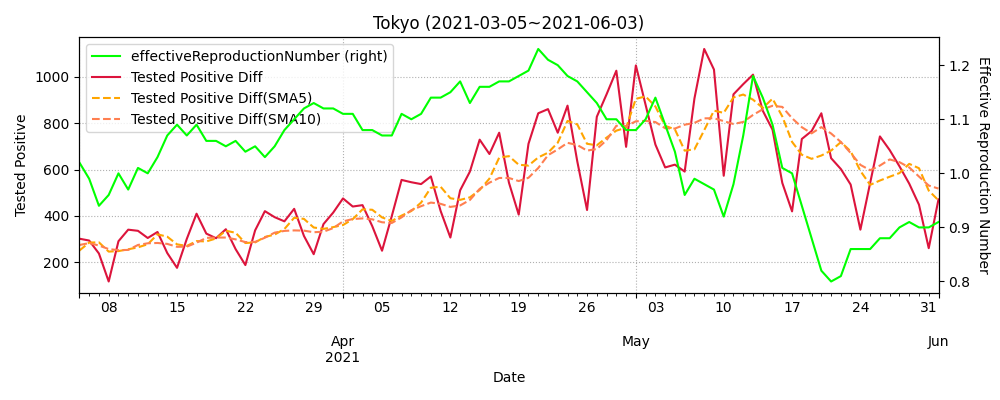 Tokyo (2021-03-05~2021-06-03)
effectiveReproductionNumber (right)
Tested Positive Diff
Tested Positive Diff(SMA5)
Tested Positive Diff(SMA10)
Tested Positive
1000
800
600
400
200
Effective Reproduction Number
1.2
1.1
1.0
0.9
0.8
08 15 22 29 05 12 19 26 03 10 17 24 31
Apr May Jun
2021
Date